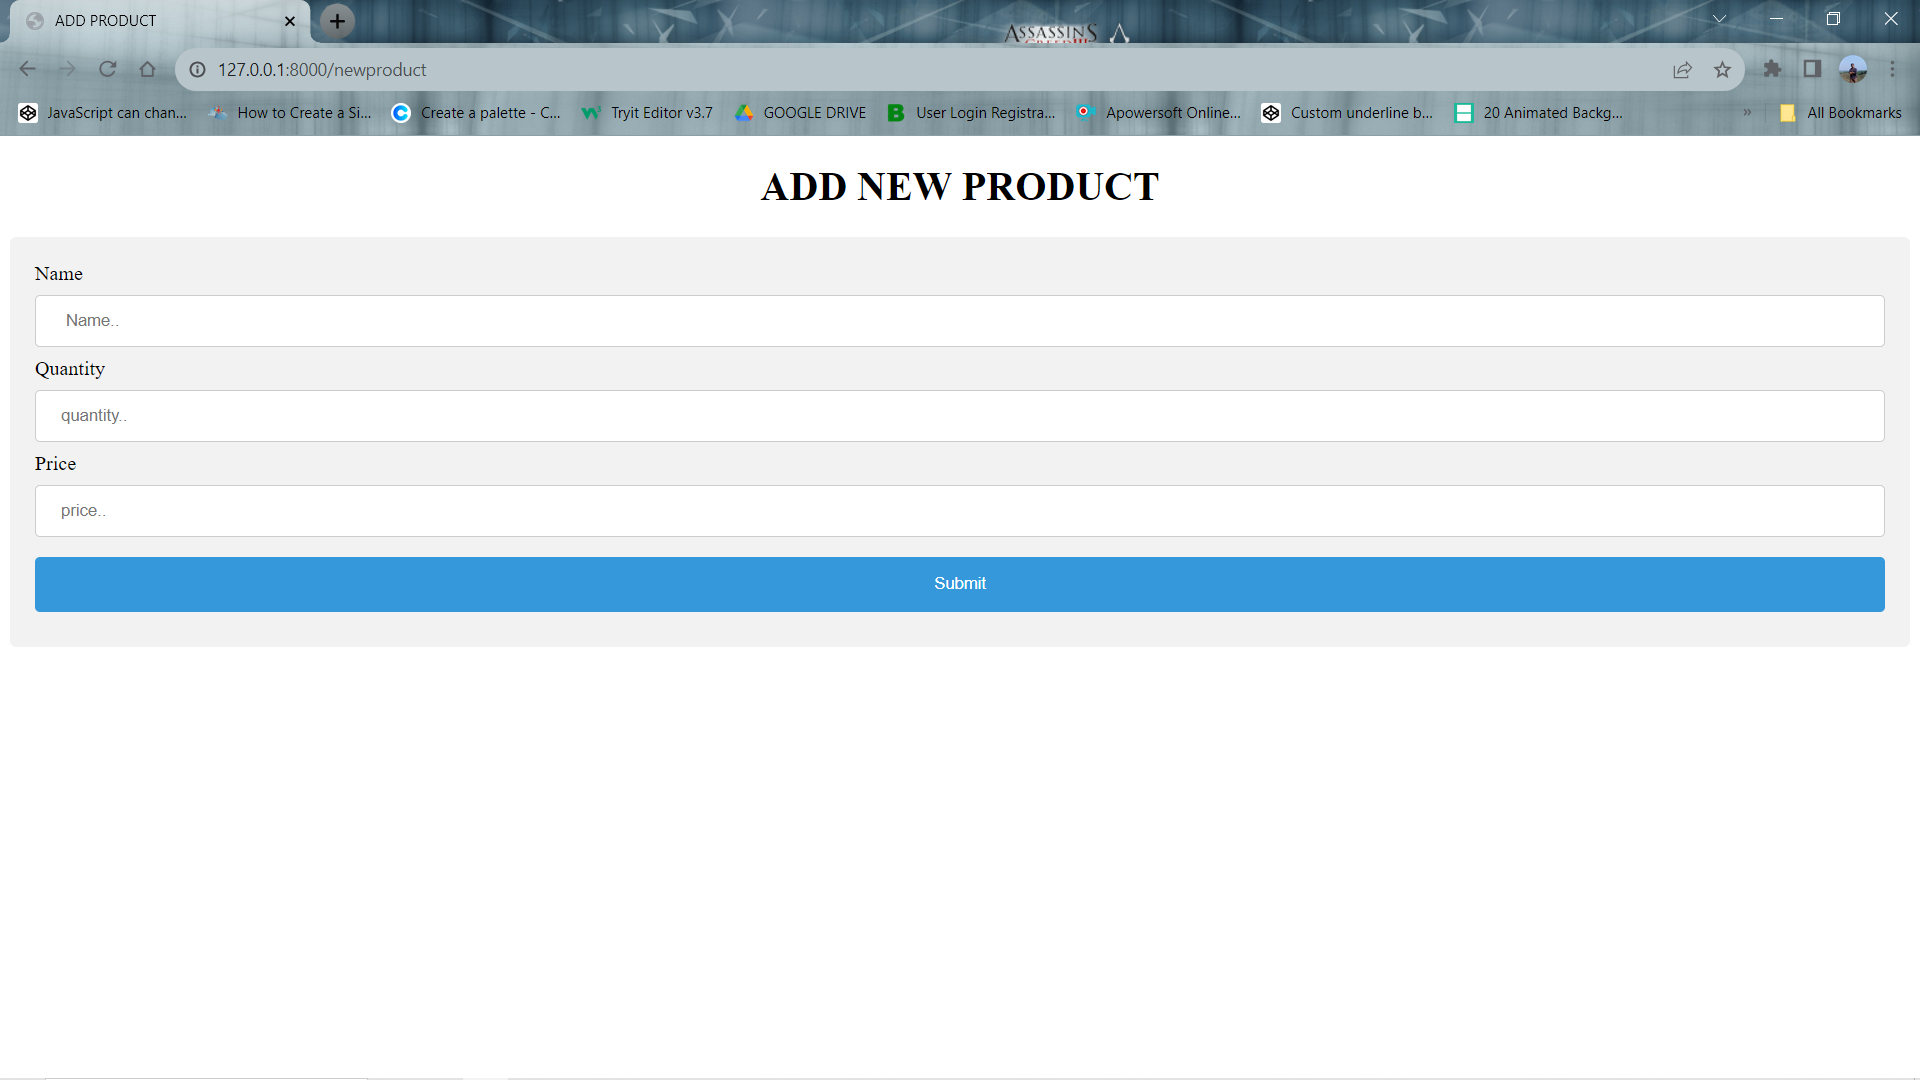 ADD PRODUCT
ASSASSINS
CREED III
127.0.0.1:8000/newproduct
JavaScript can chan... How to Create a Si... Create a palette - C... Tryit Editor v3.7 GOOGLE DRIVE User Login Registra... Apowersoft Online... Custom underline b... 20 Animated Backg... » All Bookmarks
ADD NEW PRODUCT
Name
Name..
Quantity
quantity..
Price
price..
Submit